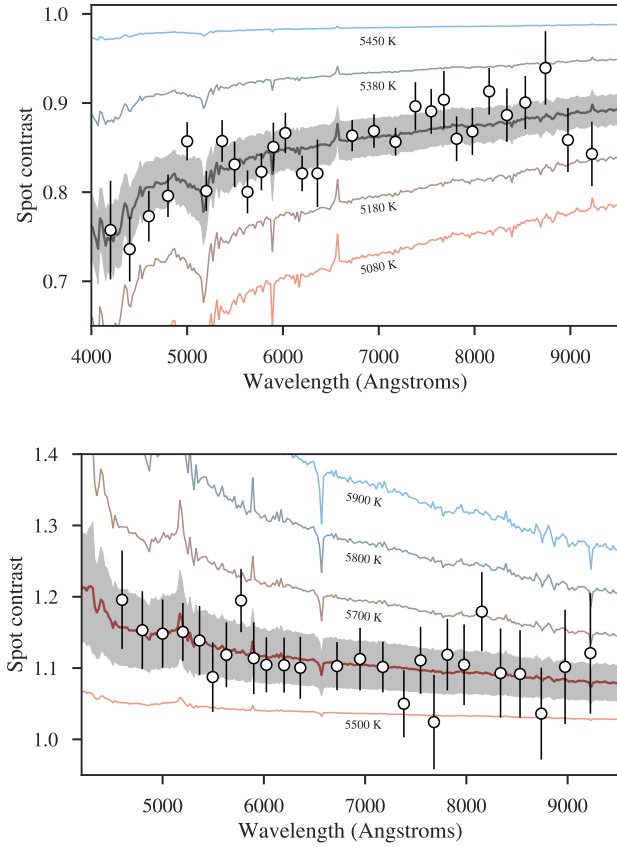 1.0
5450 K
5380 K
0.9
Spot contrast
0.8
5180 K
0.7
5080 K
4000 5000 6000 7000 8000 9000
Wavelength (Angstroms)
1.4
5900 K
1.3
5800 K
Spot contrast
1.2
5700 K
1.1
5500 K
1.0
5000 6000 7000 8000 9000
Wavelength (Angstroms)